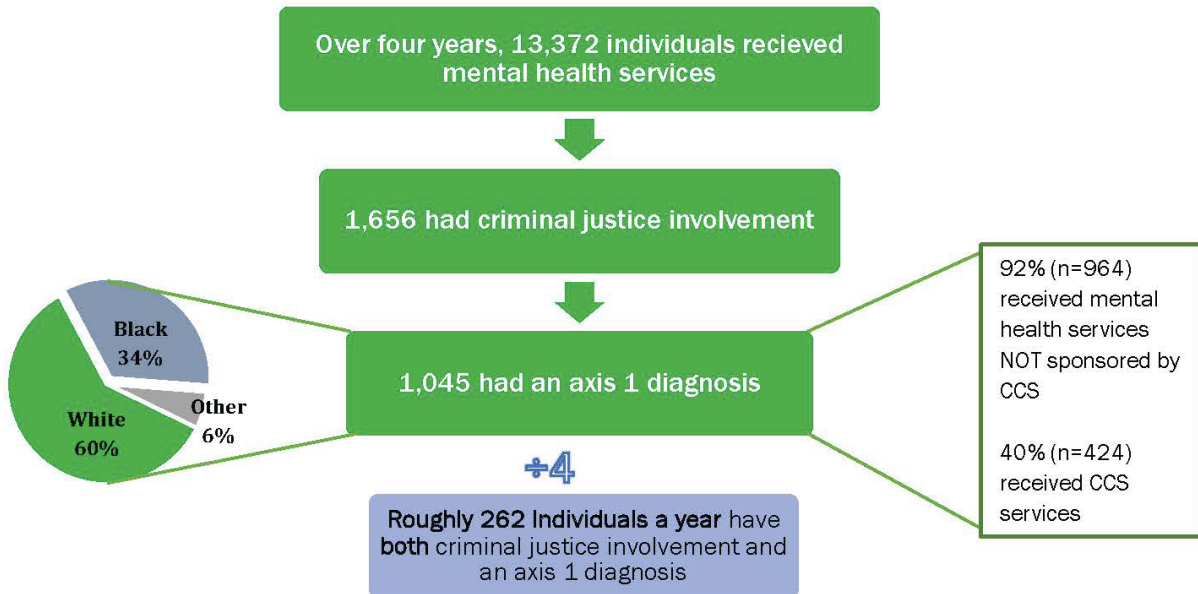 Over four years, 13,372 individuals recieved
mental health services
1,656 had criminal justice involvement
Black
34%
White
60%
Other
6%
1,045 had an axis 1 diagnosis
92% (n=964)
received mental
health services
NOT sponsored by
CCS
40% (n=424)
received CCS
services
÷4
Roughly 262 Individuals a year have
both criminal justice involvement and
an axis 1 diagnosis